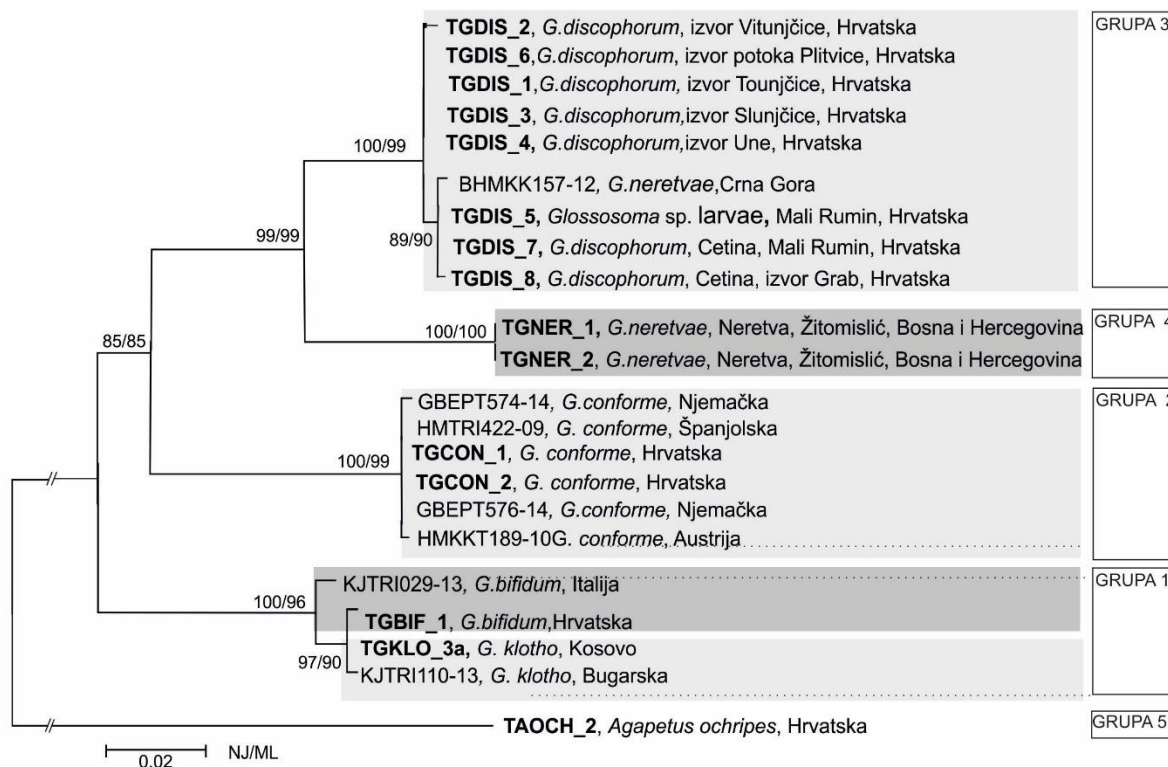 TGDIS_2, G.discophorum, izvor Vitunjčice, Hrvatska
GRUPA 3
TGDIS_6,G.discophorum, izvor potoka Plitvice, Hrvatska
TGDIS_1,G.discophorum, izvor Tounjčice, Hrvatska
TGDIS_3, G.discophorum,izvor Slunjčice, Hrvatska
TGDIS_4, G.discophorum,izvor Une, Hrvatska
100/99
BHMKK157-12, G.neretvae,Crna Gora
TGDIS_5, Glossosoma sp. larvae, Mali Rumin, Hrvatska
99/99
89/90
TGDIS_7, G.discophorum, Cetina, Mali Rumin, Hrvatska
TGDIS_8, G.discophorum, Cetina, izvor Grab, Hrvatska
100/100
TGNER_1, G.neretvae, Neretva, Žitomislić, Bosna i Hercegovina
GRUPA 4
85/85
TGNER_2, G.neretvae, Neretva, Žitomislić, Bosna i Hercegovina
GBEPT574-14, G.conforme, Njemačka
GRUPA 2
HMTRI422-09, G. conforme, Španjolska
TGCON_1, G. conforme, Hrvatska
100/99
TGCON_2, G. conforme, Hrvatska
GBEPT576-14, G.conforme, Njemačka
HMKKT189-10G. conforme, Austrija
KJTRI029-13, G.bifidum, Italija
GRUPA 1
100/96
TGBIF_1, G.bifidum,Hrvatska
TGKLO_3a, G. klotho, Kosovo
97/90
KJTRI110-13, G. klotho, Bugarska
TAOCH_2, Agapetus ochripes, Hrvatska
GRUPA 5
0.02
NJ/ML